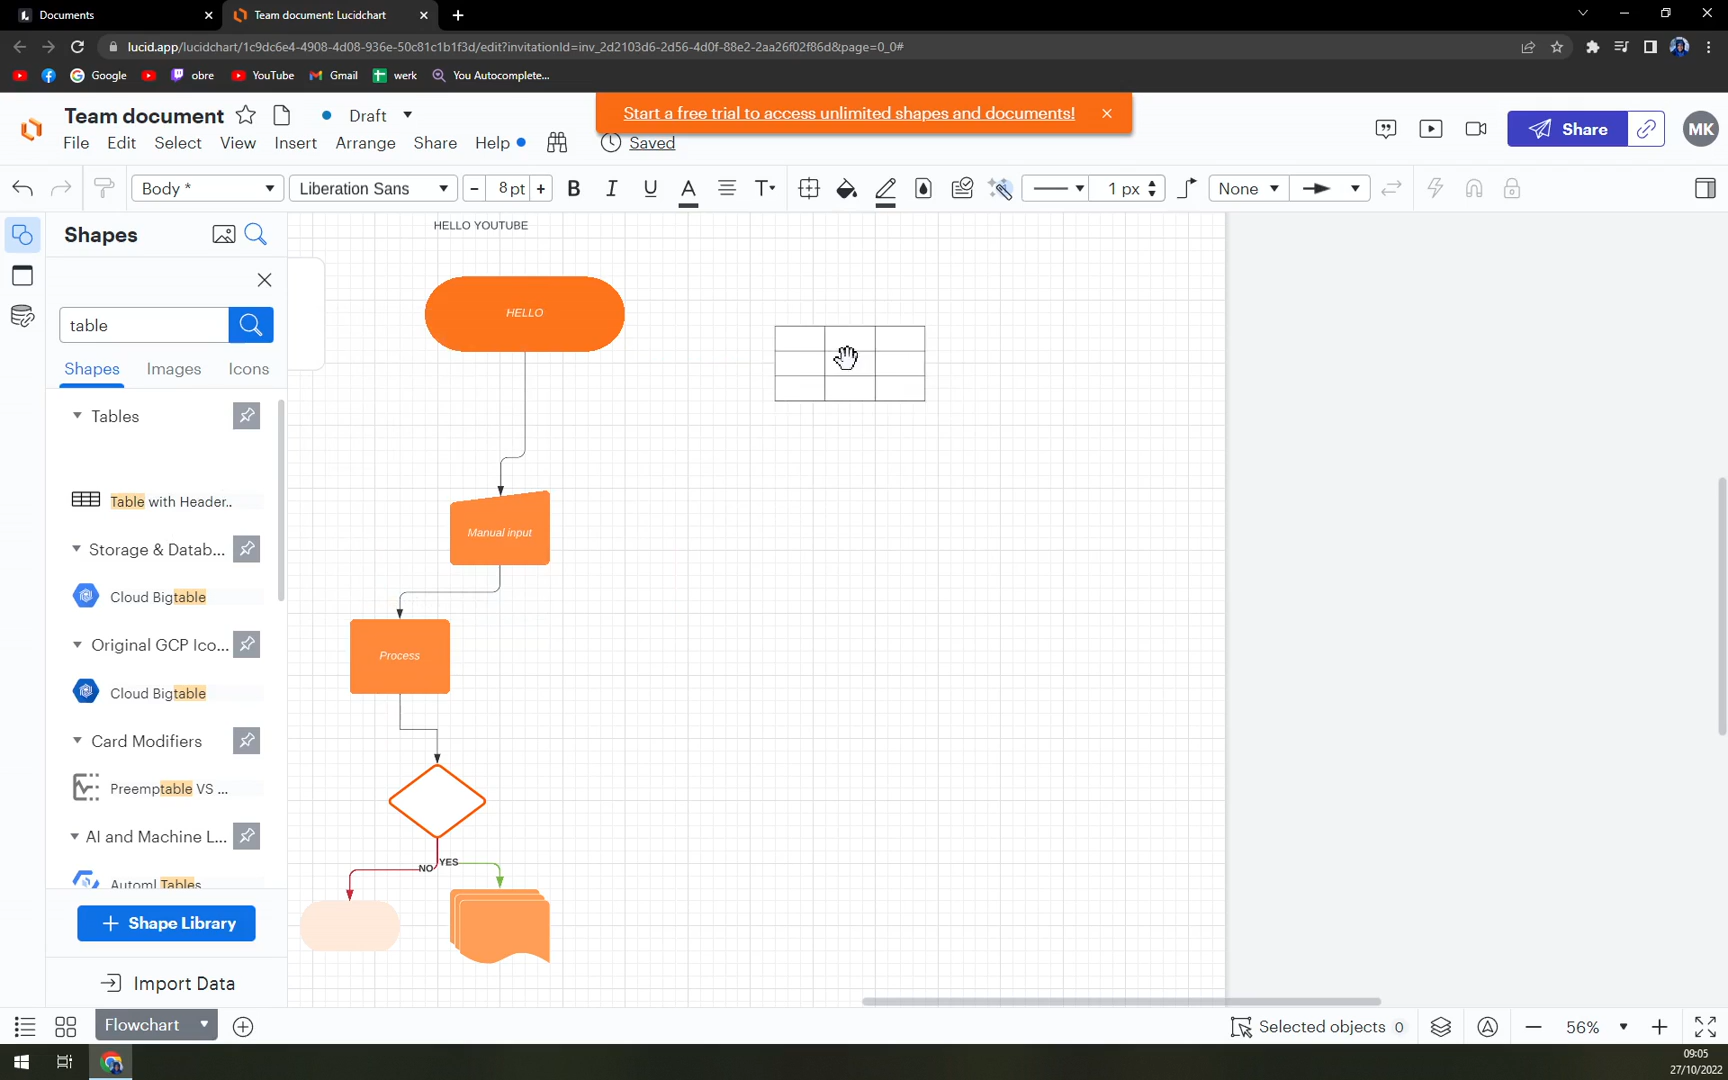 Documents
Team document: Lucidchart
lucid.app/lucidchart/1c9dc6e4-4908-4d08-936e-50c81c1b1f3d/edit?invitationId=inv_2d2103d6-2d56-4d0f-88e2-2aa26f02f86d&page=0_0#
Google
obre
YouTube
Gmail
werk
You Autocomplete...
Team document
Draft
Start a free trial to access unlimited shapes and documents!
Share
MK
File Edit Select View Insert Arrange Share Help
Saved
Body *
Liberation Sans
- 8 pt +
B I U A T
1 px
None
Shapes
HELLO YOUTUBE
table
Shapes Images Icons
HELLO
Tables
Table with Header..
Storage & Datab...
Cloud Bigtable
Original GCP Ico...
Cloud Bigtable
Card Modifiers
Preemptable VS ...
AI and Machine L...
Automl Tables
Manual input
Process
NO
YES
+ Shape Library
Import Data
Flowchart
Selected objects 0
56%
09:05
27/10/2022